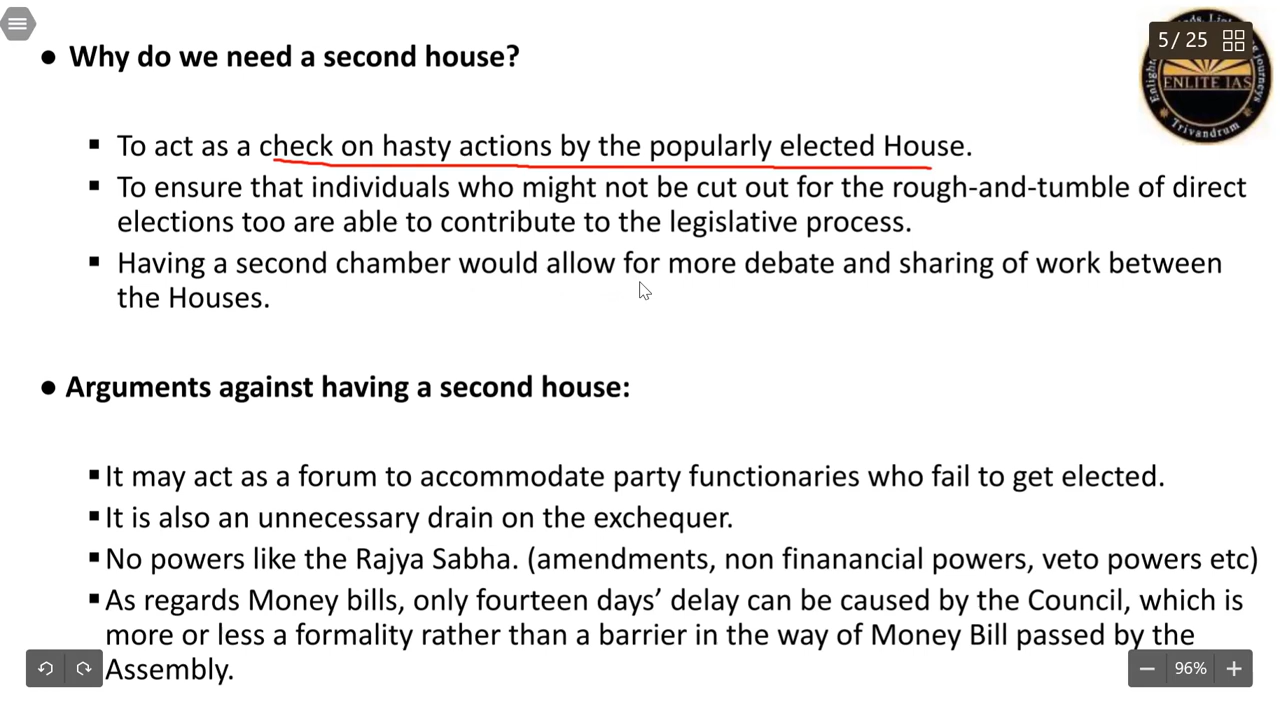 ● Why do we need a second house?
5 / 25
Enlighten
ds, Li
e journeys
ENLITE IAS
Trivandrum
▪ To act as a check on hasty actions by the popularly elected House.
▪ To ensure that individuals who might not be cut out for the rough-and-tumble of direct
elections too are able to contribute to the legislative process.
▪ Having a second chamber would allow for more debate and sharing of work between
the Houses.
● Arguments against having a second house:
▪ It may act as a forum to accommodate party functionaries who fail to get elected.
▪ It is also an unnecessary drain on the exchequer.
▪ No powers like the Rajya Sabha. (amendments, non finanancial powers, veto powers etc)
▪ As regards Money bills, only fourteen days’ delay can be caused by the Council, which is
more or less a formality rather than a barrier in the way of Money Bill passed by the
Assembly.
96%